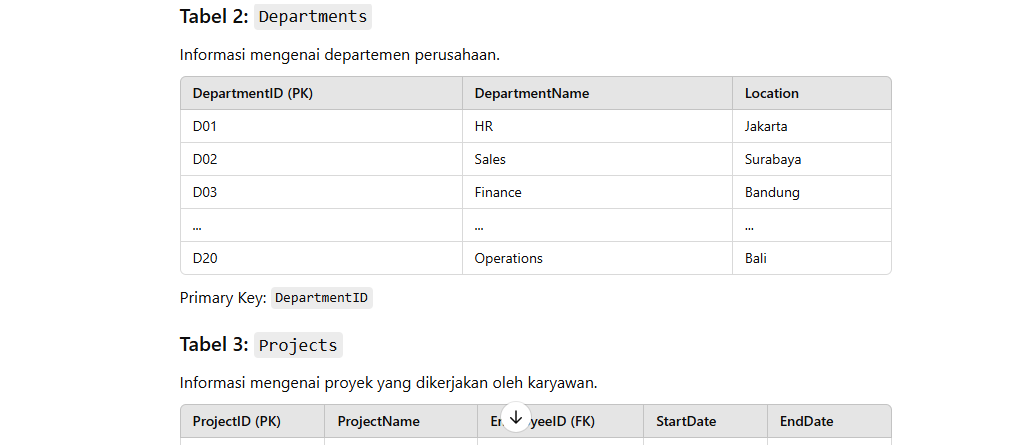 Tabel 2: Departments
Informasi mengenai departemen perusahaan.
DepartmentID (PK) DepartmentName Location
D01 HR Jakarta
D02 Sales Surabaya
D03 Finance Bandung
... ... ...
D20 Operations Bali
Primary Key: DepartmentID
Tabel 3: Projects
Informasi mengenai proyek yang dikerjakan oleh karyawan.
ProjectID (PK) ProjectName (FK) StartDate EndDate